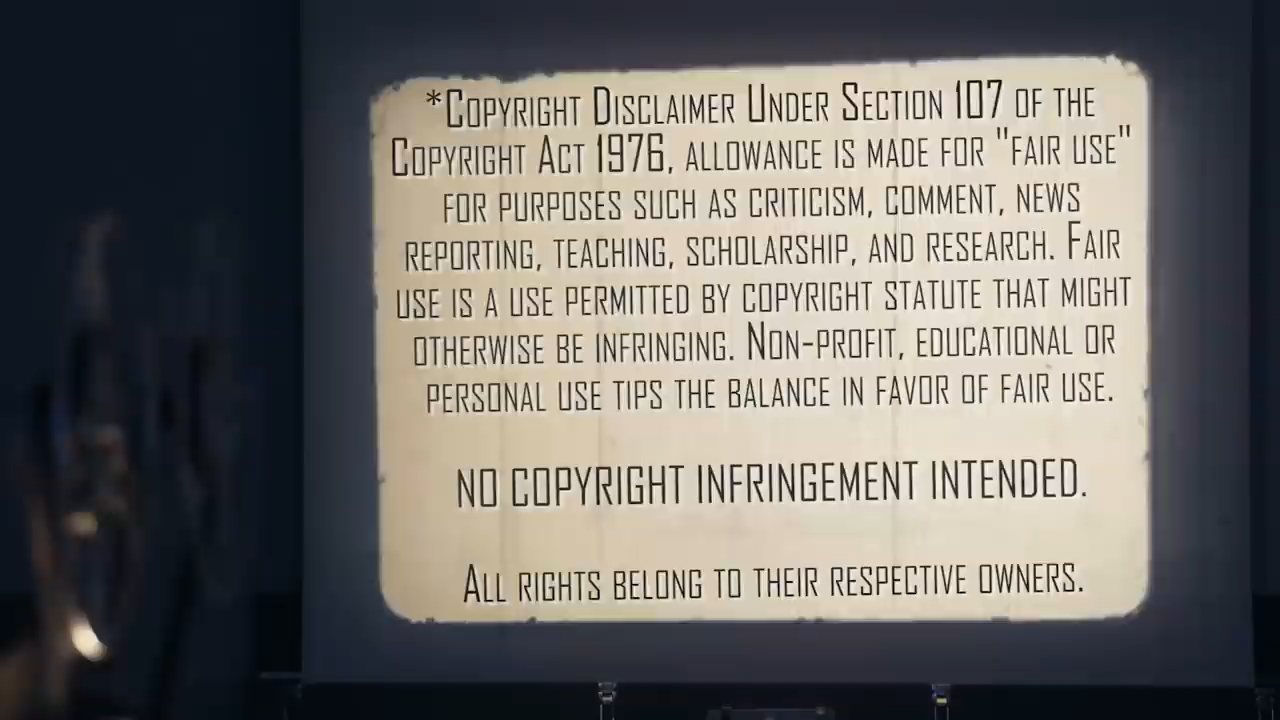 *Copyright Disclaimer Under Section 107 of the
Copyright Act 1976, allowance is made for "fair use"
for purposes such as criticism, comment, news
reporting, teaching, scholarship, and research. Fair
use is a use permitted by copyright statute that might
otherwise be infringing. Non-profit, educational or
personal use tips the balance in favor of fair use.
NO COPYRIGHT INFRINGEMENT INTENDED.
All rights belong to their respective owners.